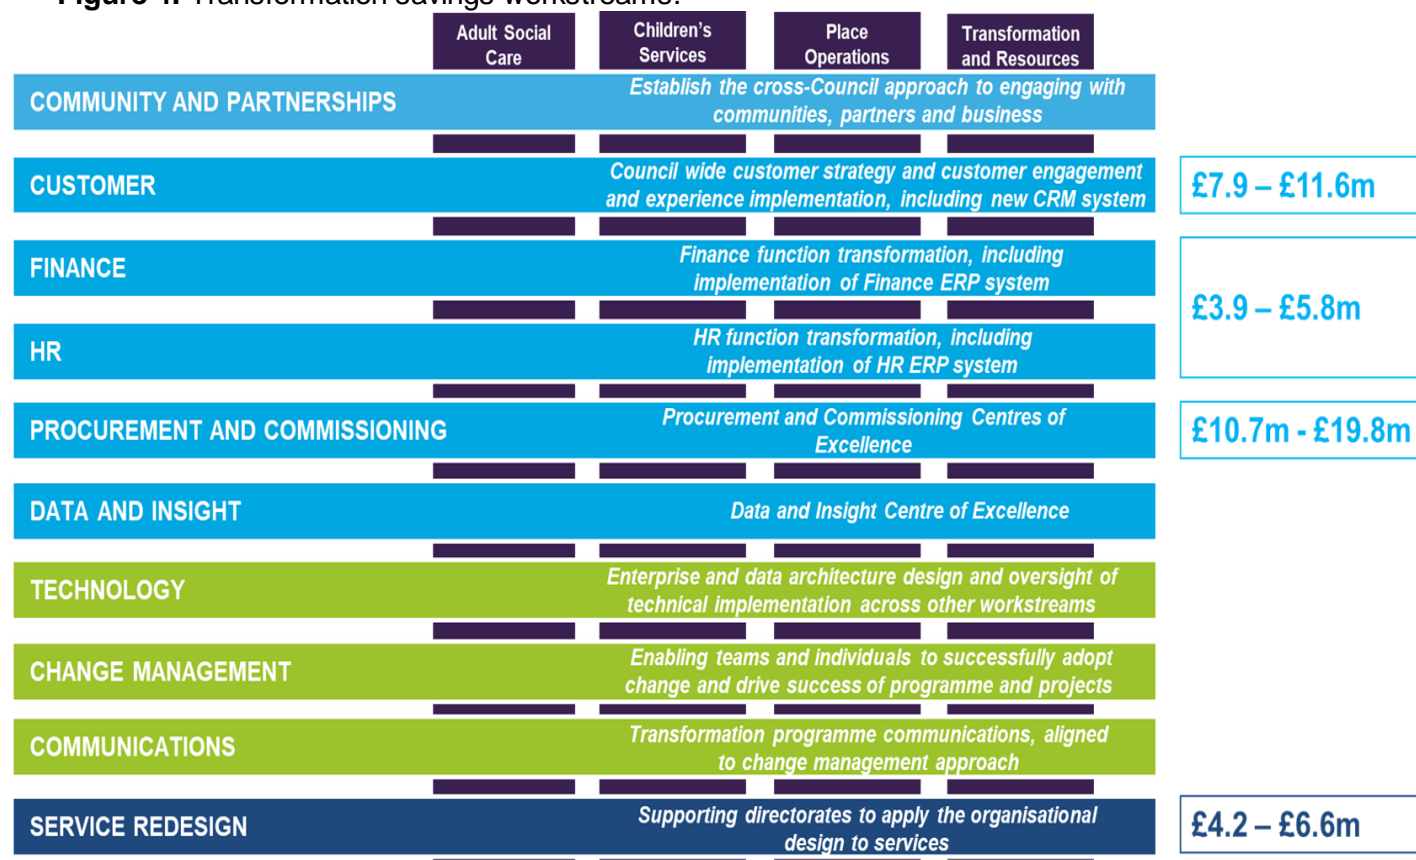 Figure 4. Transformation savings workstreams.
Adult Social
Care
Children's
Services
Place
Operations
Transformation
and Resources
COMMUNITY AND PARTNERSHIPS
Establish the cross-Council approach to engaging with
communities, partners and business
CUSTOMER
Council wide customer strategy and customer engagement
and experience implementation, including new CRM system
£7.9 – £11.6m
FINANCE
Finance function transformation, including
implementation of Finance ERP system
£3.9 – £5.8m
HR
HR function transformation, including
implementation of HR ERP system
PROCUREMENT AND COMMISSIONING
Procurement and Commissioning Centres of
Excellence
£10.7m - £19.8m
DATA AND INSIGHT
Data and Insight Centre of Excellence
TECHNOLOGY
Enterprise and data architecture design and oversight of
technical implementation across other workstreams
CHANGE MANAGEMENT
Enabling teams and individuals to successfully adopt
change and drive success of programme and projects
COMMUNICATIONS
Transformation programme communications, aligned
to change management approach
SERVICE REDESIGN
Supporting directorates to apply the organisational
design to services
£4.2 – £6.6m